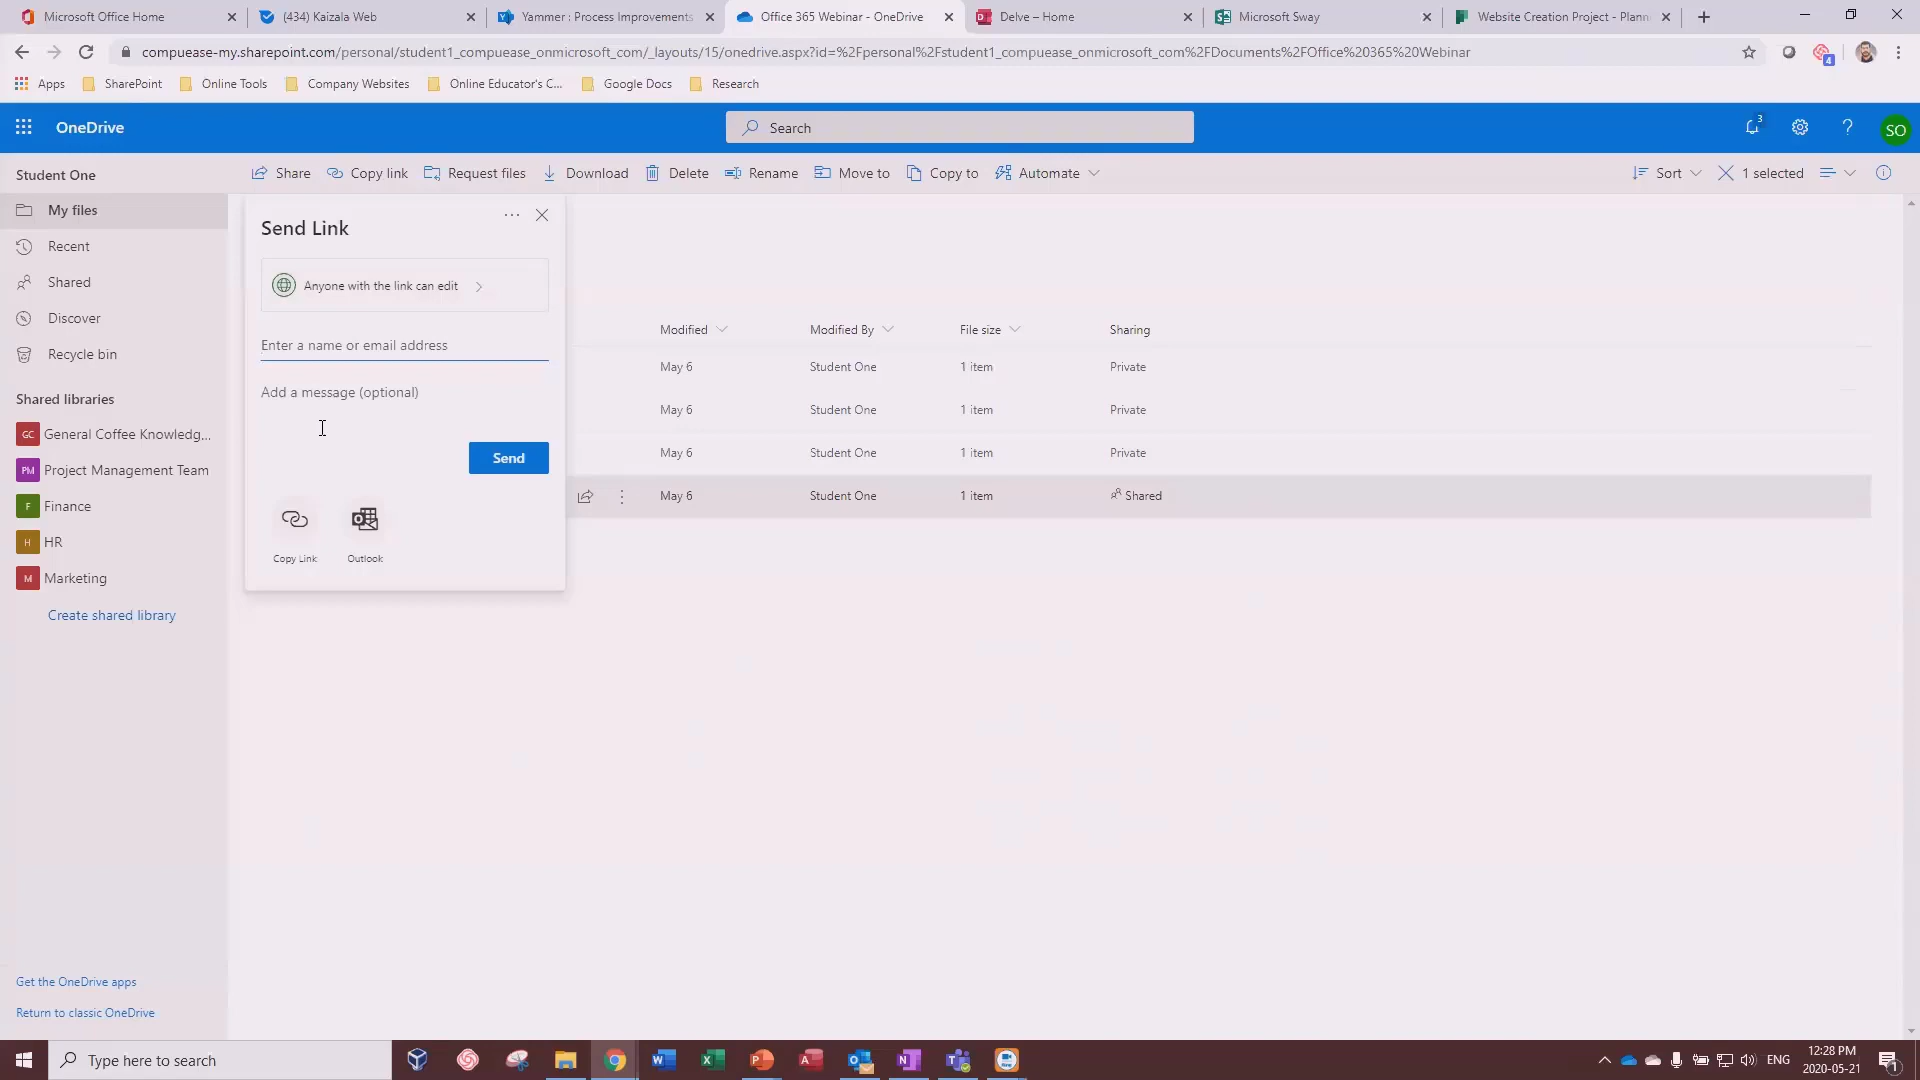 Microsoft Office Home
(434) Kaizala Web
Yammer : Process Improvements
Office 365 Webinar - OneDrive
Delve – Home
Microsoft Sway
Website Creation Project - Plann
compuease-my.sharepoint.com/personal/student1_compuease_onmicrosoft_com/_layouts/15/onedrive.aspx?id=%2Fpersonal%2Fstudent1_compuease_onmicrosoft_com%2FDocuments%2FOffice%20365%20Webinar
4
Apps
SharePoint
Online Tools
Company Websites
Online Educator's C...
Google Docs
Research
OneDrive
Search
3
?
SO
Student One
Share
Copy link
Request files
Download
Delete
Rename
Move to
Copy to
Automate
Sort
1 selected
My files
Recent
Shared
Discover
Recycle bin
Shared libraries
GC General Coffee Knowledg...
PM Project Management Team
F Finance
H HR
M Marketing
Create shared library
Get the OneDrive apps
Return to classic OneDrive
Send Link
Anyone with the link can edit
Enter a name or email address
Add a message (optional)
Send
Copy Link
Outlook
Modified
Modified By
File size
Sharing
May 6 Student One 1 item Private
May 6 Student One 1 item Private
May 6 Student One 1 item Private
May 6 Student One 1 item Shared
Type here to search
ENG
12:28 PM
2020-05-21
1